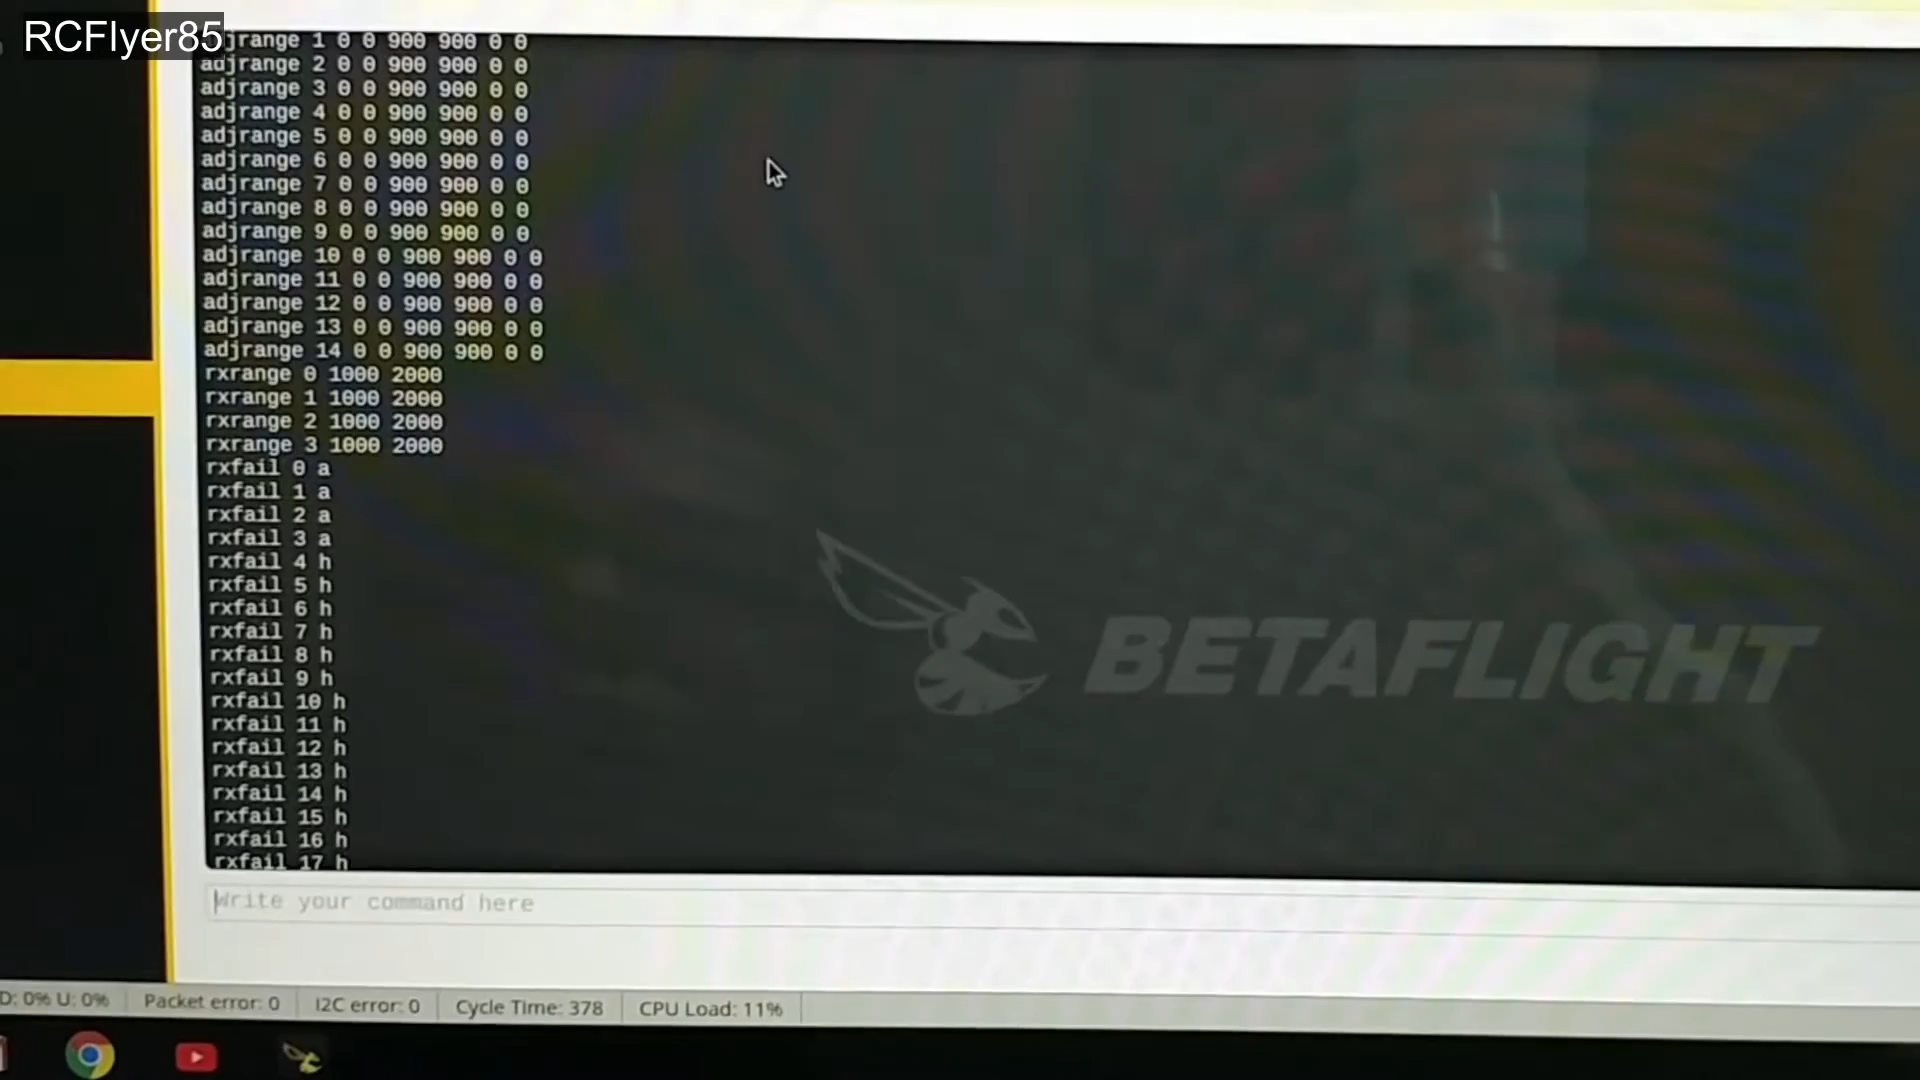 RCFlyer85
jrange 1 0 0 900 900 0 0
adjrange 2 0 0 900 900 0 0
adjrange 3 0 0 900 900 0 0
adjrange 4 0 0 900 900 0 0
adjrange 5 0 0 900 900 0 0
adjrange 6 0 0 900 900 0 0
adjrange 7 0 0 900 900 0 0
adjrange 8 0 0 900 900 0 0
adjrange 9 0 0 900 900 0 0
adjrange 10 0 0 900 900 0 0
adjrange 11 0 0 900 900 0 0
adjrange 12 0 0 900 900 0 0
adjrange 13 0 0 900 900 0 0
adjrange 14 0 0 900 900 0 0
rxrange 0 1000 2000
rxrange 1 1000 2000
rxrange 2 1000 2000
rxrange 3 1000 2000
rxfail 0 a
rxfail 1 a
rxfail 2 a
rxfail 3 a
rxfail 4 h
rxfail 5 h
rxfail 6 h
rxfail 7 h
rxfail 8 h
rxfail 9 h
rxfail 10 h
rxfail 11 h
rxfail 12 h
rxfail 13 h
rxfail 14 h
rxfail 15 h
rxfail 16 h
rxfail 17 h
BETAFLIGHT
Write your command here
D: 0% U: 0% Packet error: 0 I2C error: 0 Cycle Time: 378 CPU Load: 11%